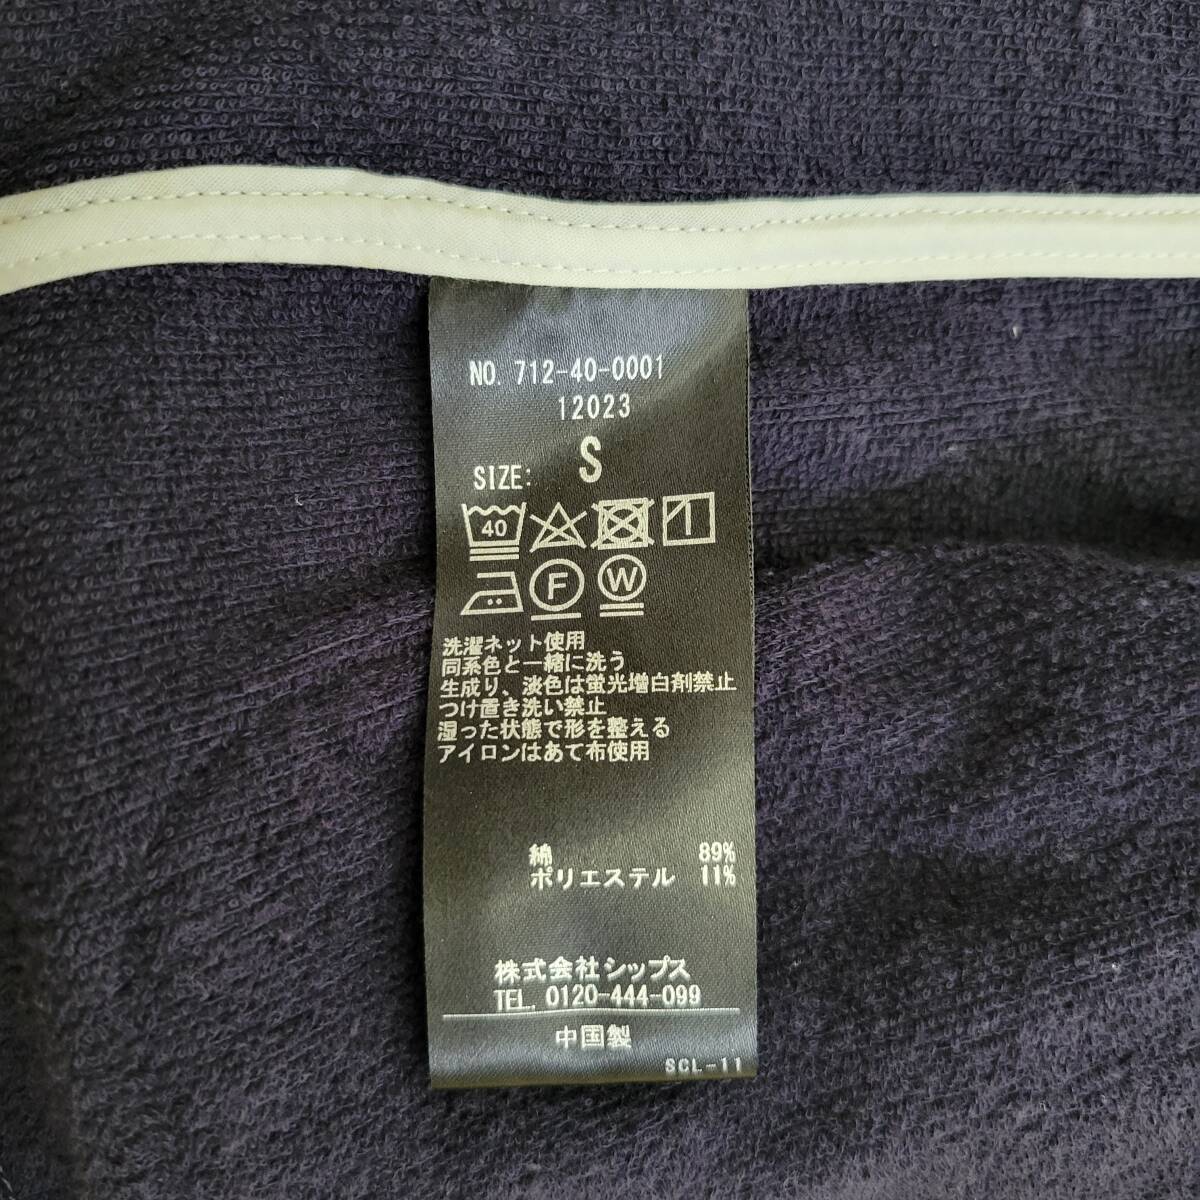 NO. 712-40-0001
12023
SIZE: S
40
F W
洗濯ネット使用
同系色と一緒に洗う
生成り、淡色は蛍光増白剤禁止
つけ置き洗い禁止
湿った状態で形を整える
アイロンはあて布使用
綿 89%
ポリエステル 11%
株式会社シップス
TEL. 0120-444-099
中国製
SCL-11